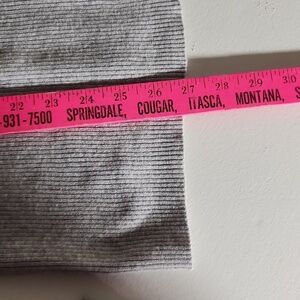 22 23 24 25 26 27 28 29 30
-931-7500 SPRINGDALE, COUGAR, ITASCA, MONTANA, S